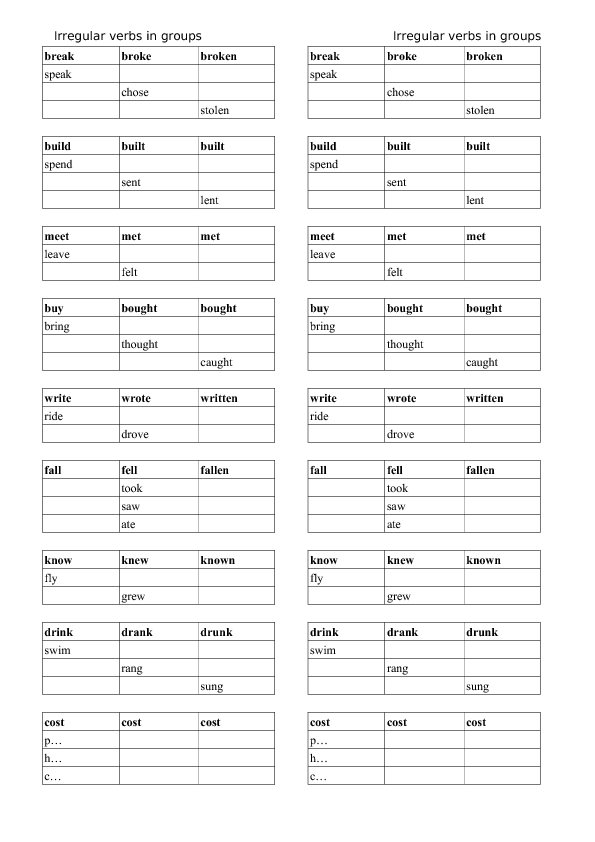 Irregular verbs in groups
break broke broken
speak
chose
stolen
build built built
spend
sent
lent
meet met met
leave
felt
buy bought bought
bring
thought
caught
write wrote written
ride
drove
fall fell fallen
took
saw
ate
know knew known
fly
grew
drink drank drunk
swim
rang
sung
cost cost cost
p…
h…
c…
Irregular verbs in groups
break broke broken
speak
chose
stolen
build built built
spend
sent
lent
meet met met
leave
felt
buy bought bought
bring
thought
caught
write wrote written
ride
drove
fall fell fallen
took
saw
ate
know knew known
fly
grew
drink drank drunk
swim
rang
sung
cost cost cost
p…
h…
c…